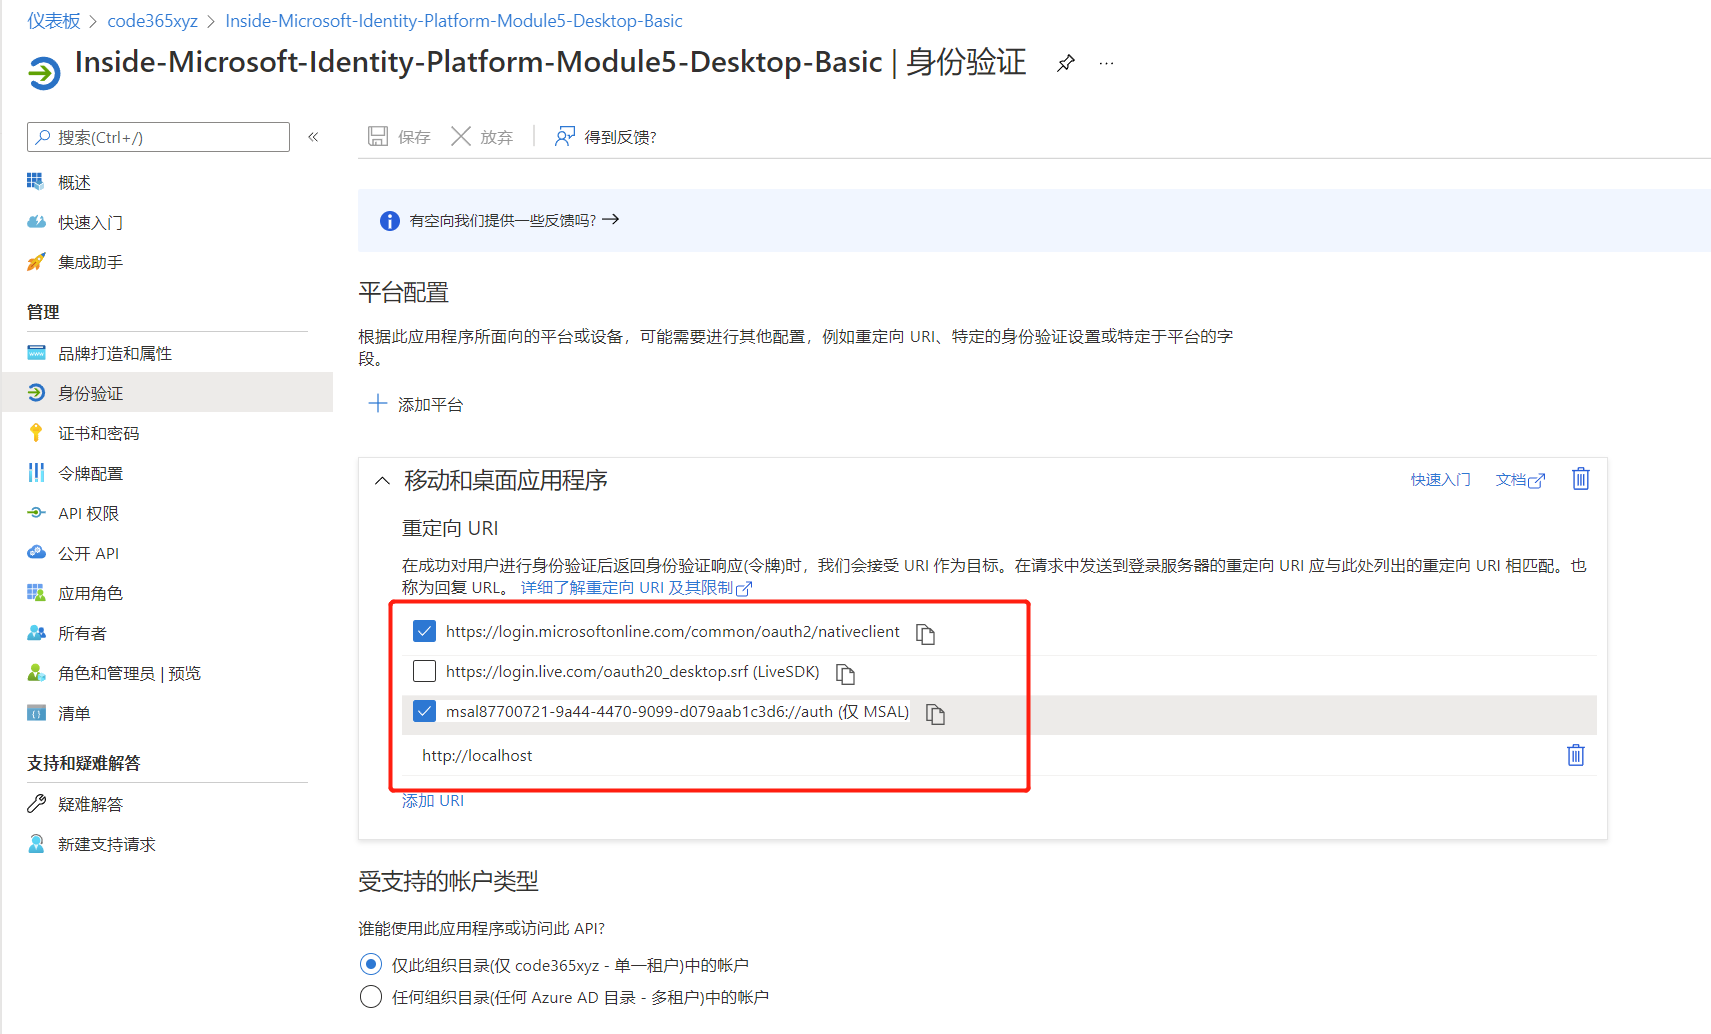 仪表板 > code365xyz > Inside-Microsoft-Identity-Platform-Module5-Desktop-Basic
Inside-Microsoft-Identity-Platform-Module5-Desktop-Basic | 身份验证 ...
搜索(Ctrl+/) «
概述
快速入门
集成助手
管理
品牌打造和属性
身份验证
证书和密码
令牌配置
API 权限
公开 API
应用角色
所有者
角色和管理员 | 预览
清单
支持和疑难解答
疑难解答
新建支持请求
保存 放弃 得到反馈?
有空向我们提供一些反馈吗? →
平台配置
根据此应用程序所面向的平台或设备，可能需要进行其他配置，例如重定向 URI、特定的身份验证设置或特定于平台的字
段。
添加平台
移动和桌面应用程序 快速入门 文档
重定向 URI
在成功对用户进行身份验证后返回身份验证响应(令牌)时，我们会接受 URI 作为目标。在请求中发送到登录服务器的重定向 URI 应与此处列出的重定向 URI 相匹配。也
称为回复 URL。 详细了解重定向 URI 及其限制
https://login.microsoftonline.com/common/oauth2/nativeclient
https://login.live.com/oauth20_desktop.srf (LiveSDK)
msal87700721-9a44-4470-9099-d079aab1c3d6://auth (仅 MSAL)
http://localhost
添加 URI
受支持的帐户类型
谁能使用此应用程序或访问此 API?
仅此组织目录(仅 code365xyz - 单一租户)中的帐户
任何组织目录(任何 Azure AD 目录 - 多租户)中的帐户